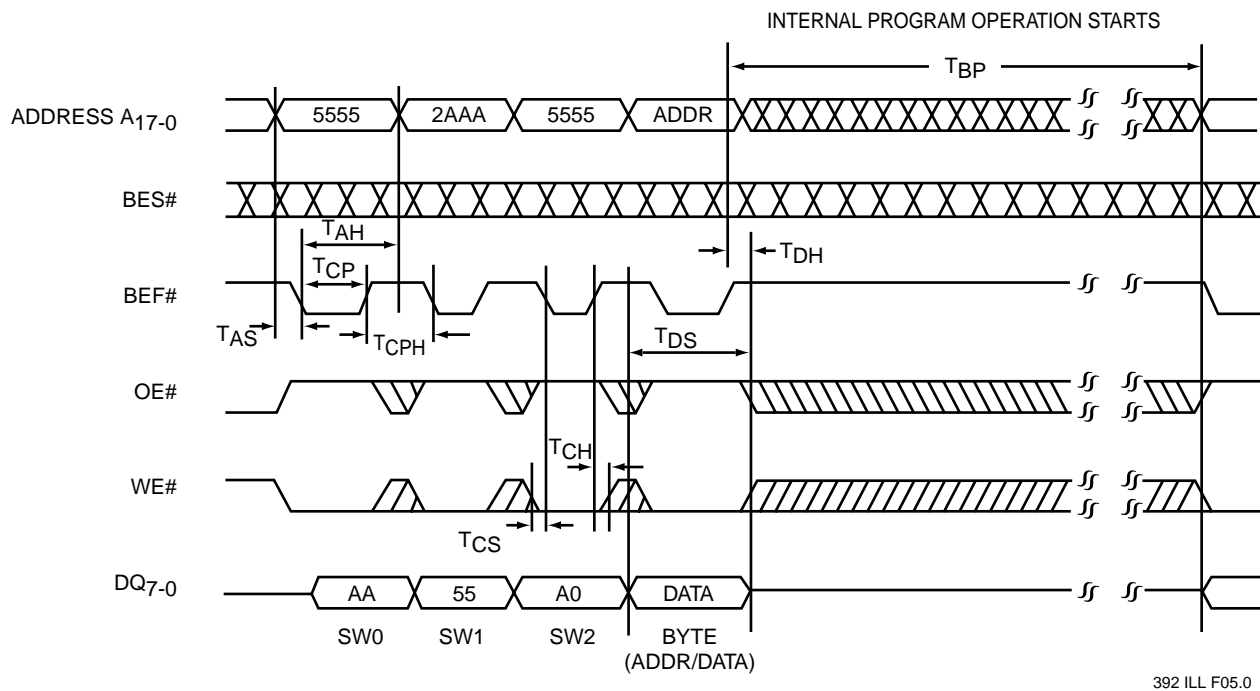 INTERNAL PROGRAM OPERATION STARTS
TBP
ADDRESS A17-0
5555
2AAA
5555
ADDR
BES#
TAH
TDH
TCP
BEF#
TAS
TCPH
TDS
OE#
TCH
WE#
TCS
DQ7-0
AA
55
A0
DATA
SW0
SW1
SW2
BYTE
(ADDR/DATA)
392 ILL F05.0